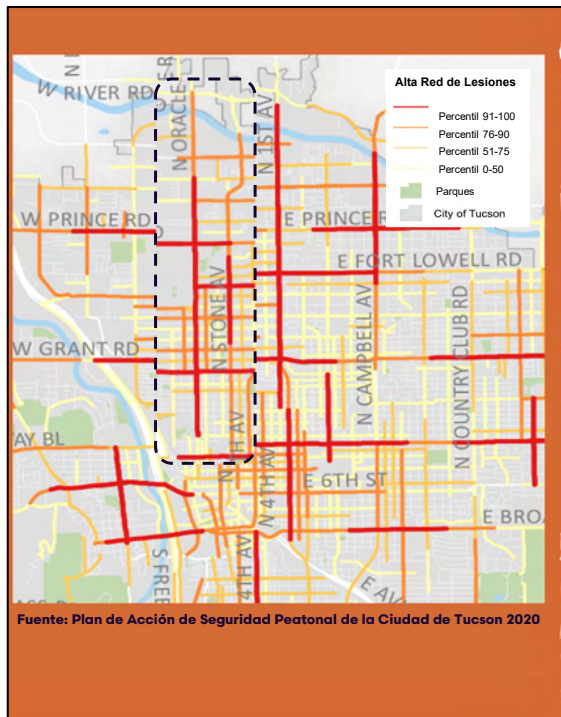 W RIVER RD
N ORACLE
N 1ST AV
Alta Red de Lesiones
Percentil 91-100
Percentil 76-90
Percentil 51-75
Percentil 0-50
Parques
City of Tucson
W PRINCE RD
E PRINCE
E FORT LOWELL RD
N STONE AV
N CAMPBELL AV
N COUNTRY CLUB RD
W GRANT RD
N 4TH AV
E 6TH ST
E BRO
4TH AV
S FREE
E AV
Fuente: Plan de Acción de Seguridad Peatonal de la Ciudad de Tucson 2020